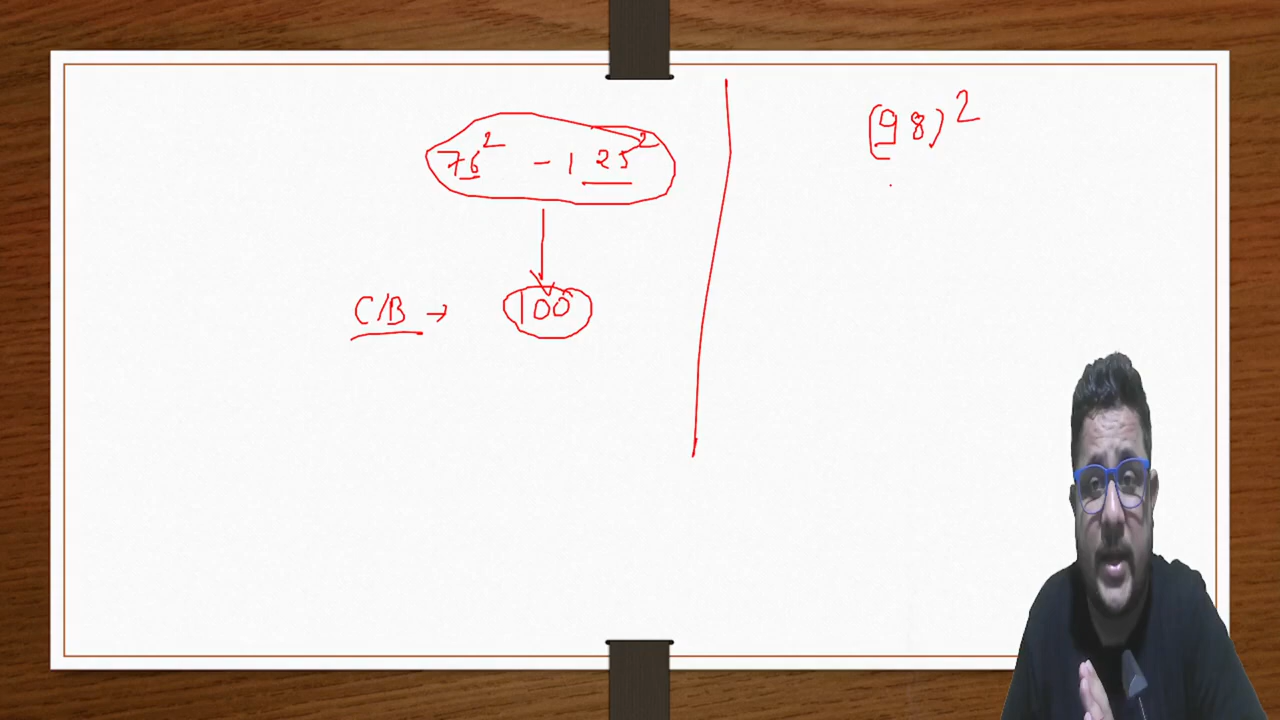 76² - 125²
C/B → 100
(98)²